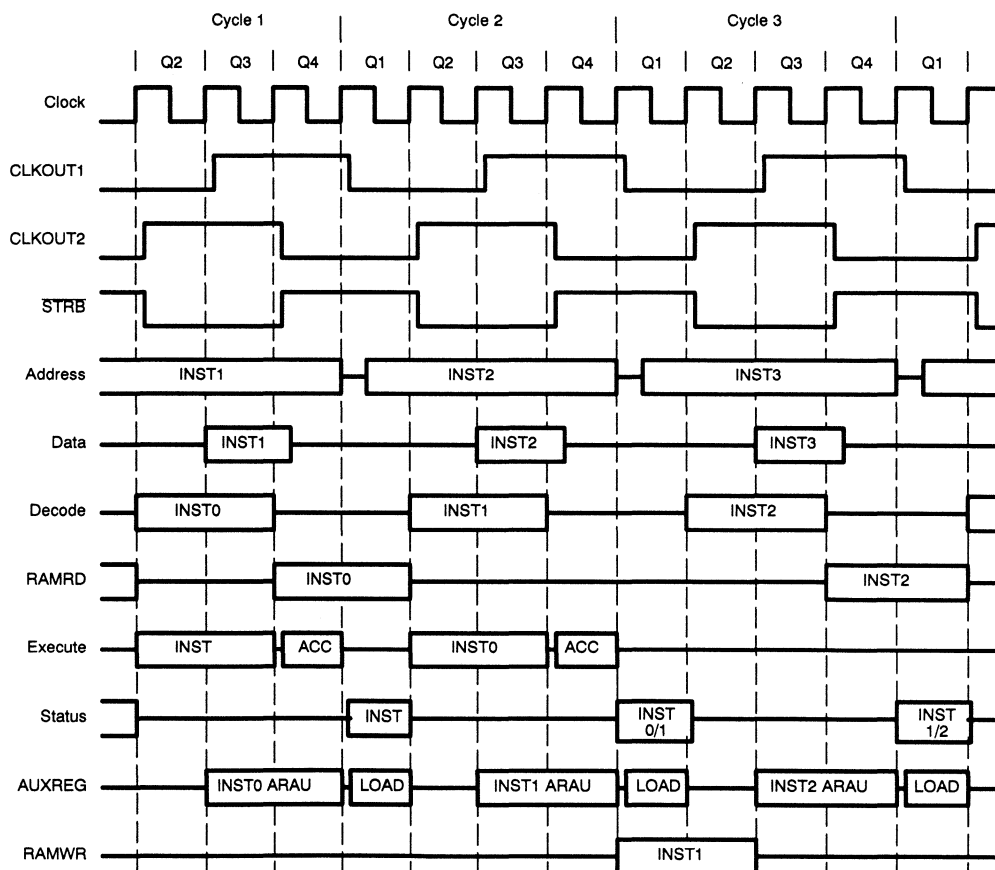 Cycle 1 Cycle 2 Cycle 3
Q2 Q3 Q4 Q1 Q2 Q3 Q4 Q1 Q2 Q3 Q4 Q1
Clock
CLKOUT1
CLKOUT2
STRB
Address INST1 INST2 INST3
Data INST1 INST2 INST3
Decode INST0 INST1 INST2
RAMRD INST0 INST2
Execute INST ACC INST0 ACC
Status INST INST 0/1 INST 1/2
AUXREG INST0 ARAU LOAD INST1 ARAU LOAD INST2 ARAU LOAD
RAMWR INST1